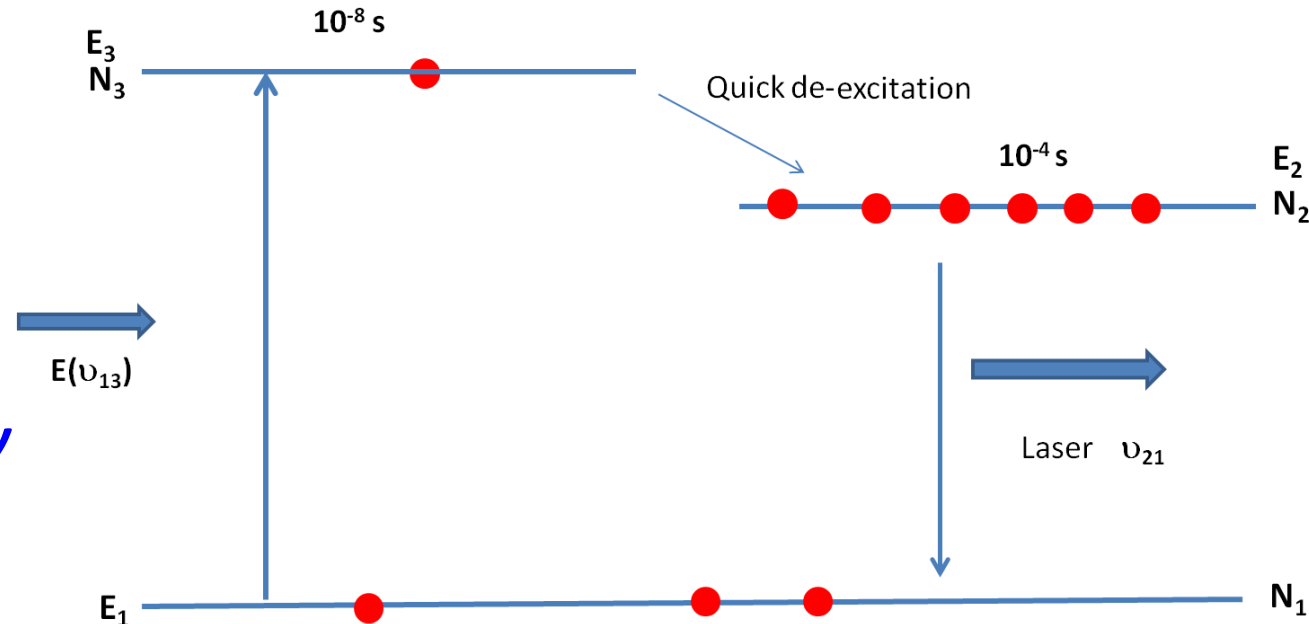 10⁻⁸ s
E₃
N₃
Quick de-excitation
10⁻⁴ s
E₂
N₂
E(υ₁₃)
y
Laser υ₂₁
E₁
N₁